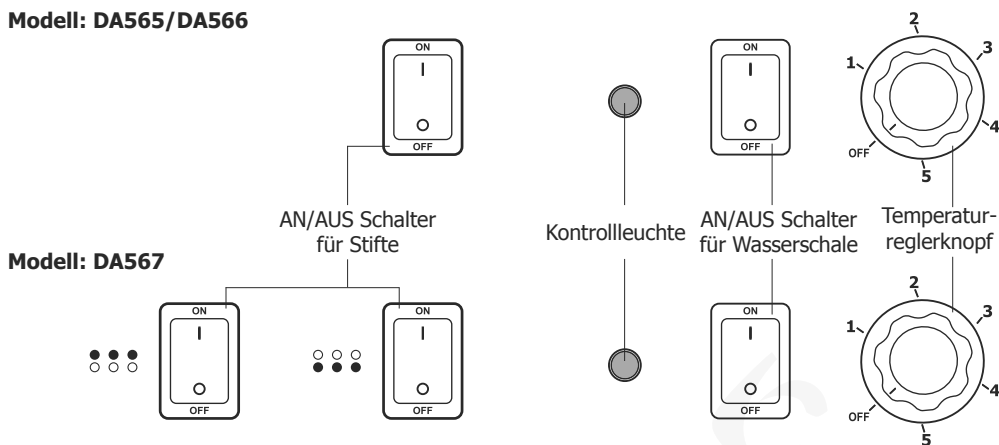 Modell: DA565/DA566
ON
OFF
ON
OFF
1
2
3
4
5
OFF
AN/AUS Schalter
für Stifte
Kontrollleuchte
AN/AUS Schalter
für Wasserschale
Temperatur-
reglerknopf
Modell: DA567
ON
OFF
ON
OFF
ON
OFF
1
2
3
4
5
OFF